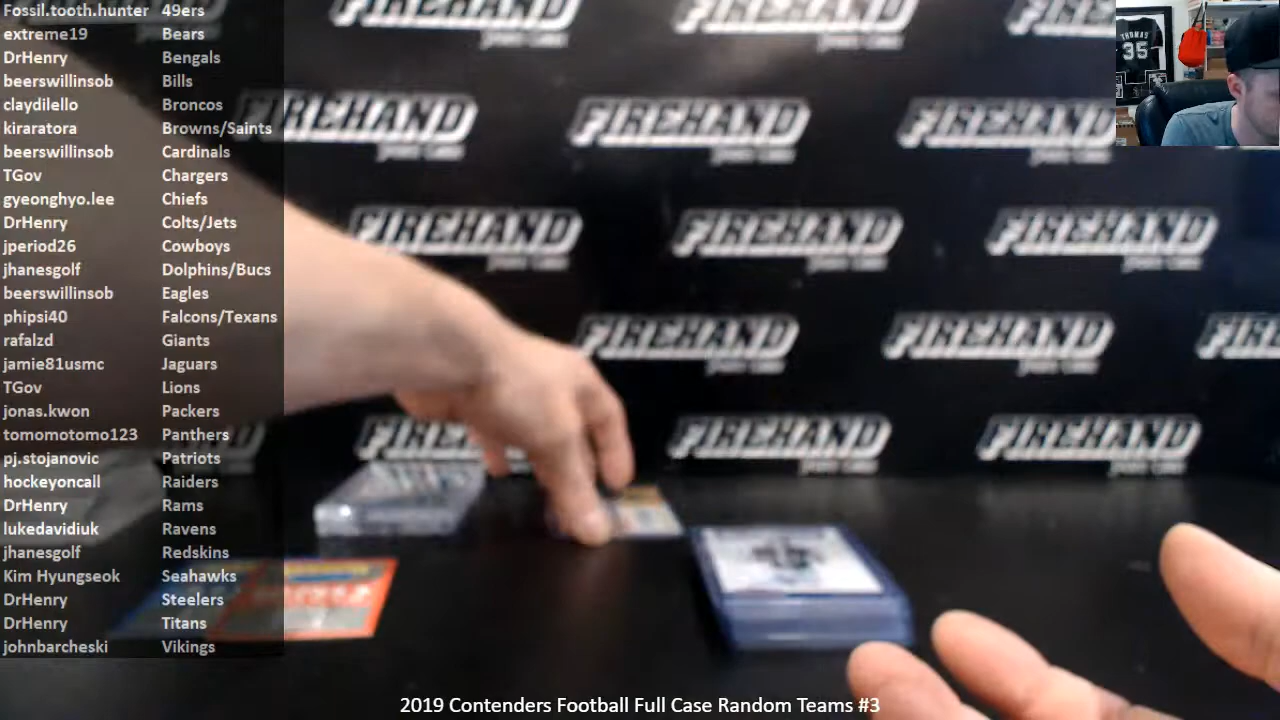 Fossil.tooth.hunter 49ers
extreme19 Bears
DrHenry Bengals
beerswillinsob Bills
claydilello Broncos
kiraratora Browns/Saints
beerswillinsob Cardinals
TGov Chargers
gyeonghyo.lee Chiefs
DrHenry Colts/Jets
jperiod26 Cowboys
jhanesgolf Dolphins/Bucs
beerswillinsob Eagles
phipsi40 Falcons/Texans
rafalzd Giants
jamie81usmc Jaguars
TGov Lions
jonas.kwon Packers
tomomotomo123 Panthers
pj.stojanovic Patriots
hockeyoncall Raiders
DrHenry Rams
lukedavidiuk Ravens
jhanesgolf Redskins
Kim Hyungseok Seahawks
DrHenry Steelers
DrHenry Titans
johnbarcheski Vikings
THOMAS
35
FIREHAND
FIREHAND FIREHAND FIREHAND
FIREHAND FIREHAND FIREHAND
FIREHAND FIREHAND FIREHAND
FIREHAND FIREHAND FIREHAND
2019 Contenders Football Full Case Random Teams #3